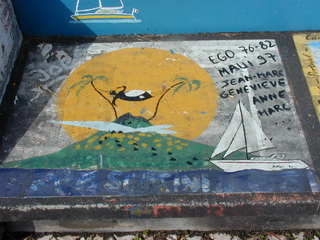 EGO 76-82
MAUI 97
JEAN-MARC
GENEVIEVE
ANNE
MARC
...